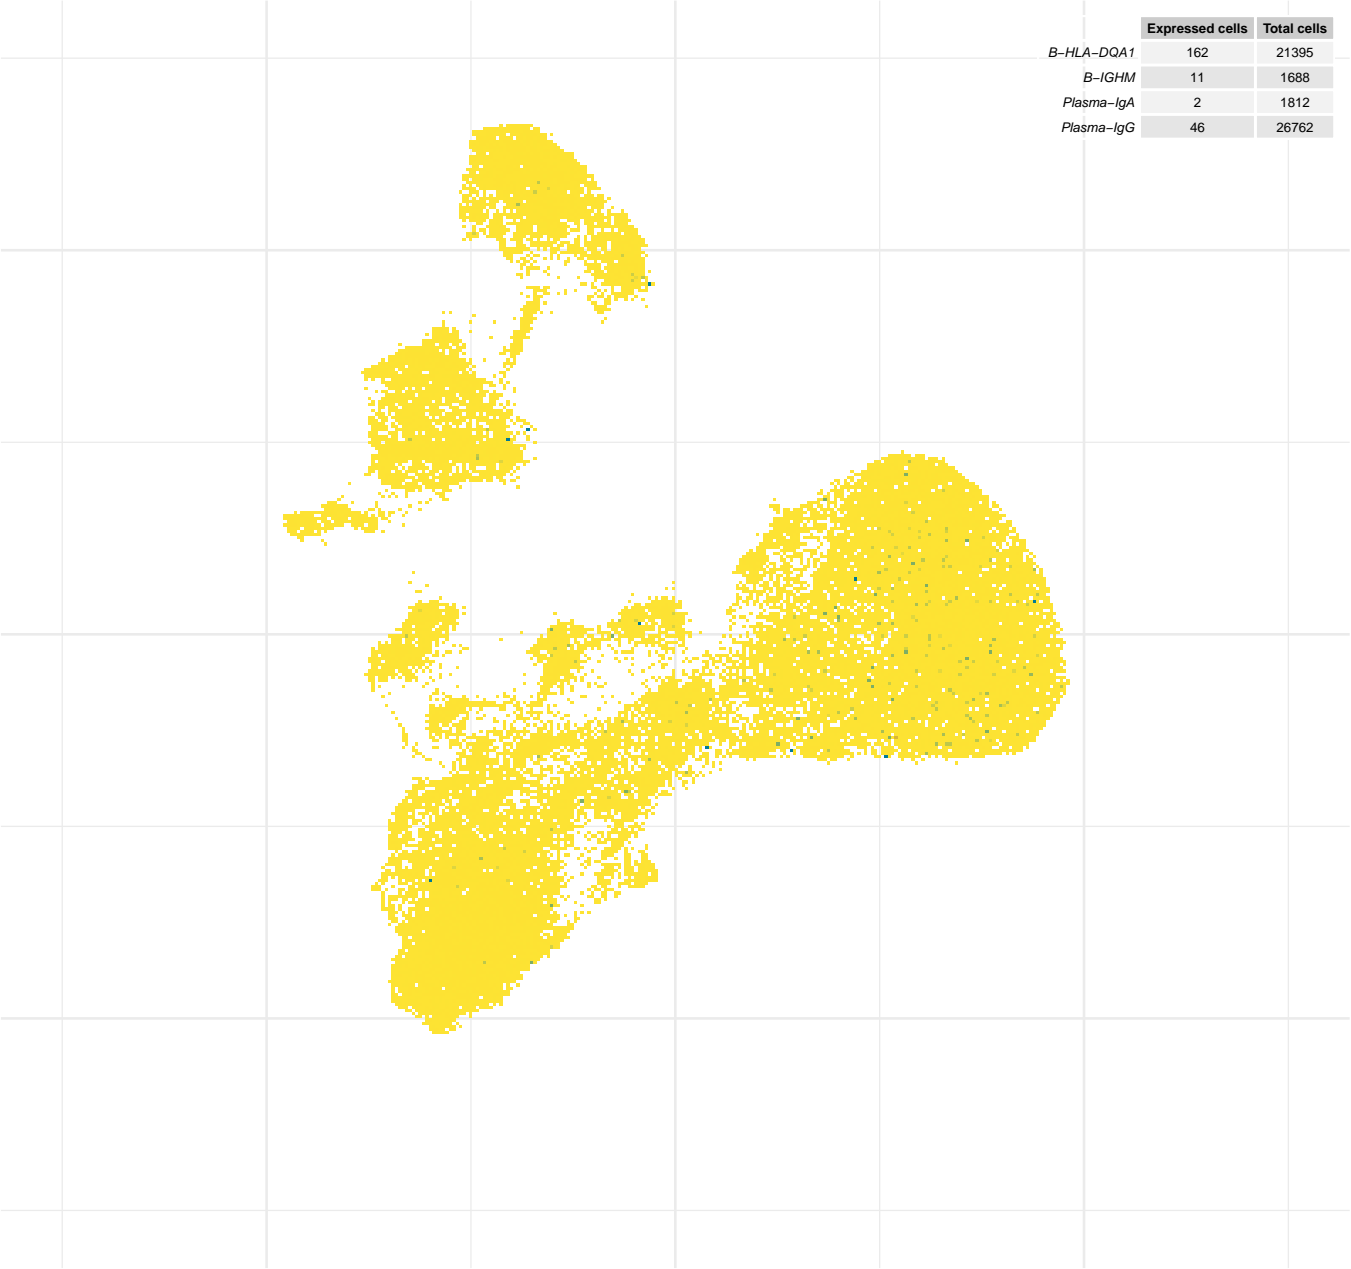 Expressed cells Total cells
B−HLA−DQA1 162 21395
B−IGHM 11 1688
Plasma−IgA 2 1812
Plasma−IgG 46 26762